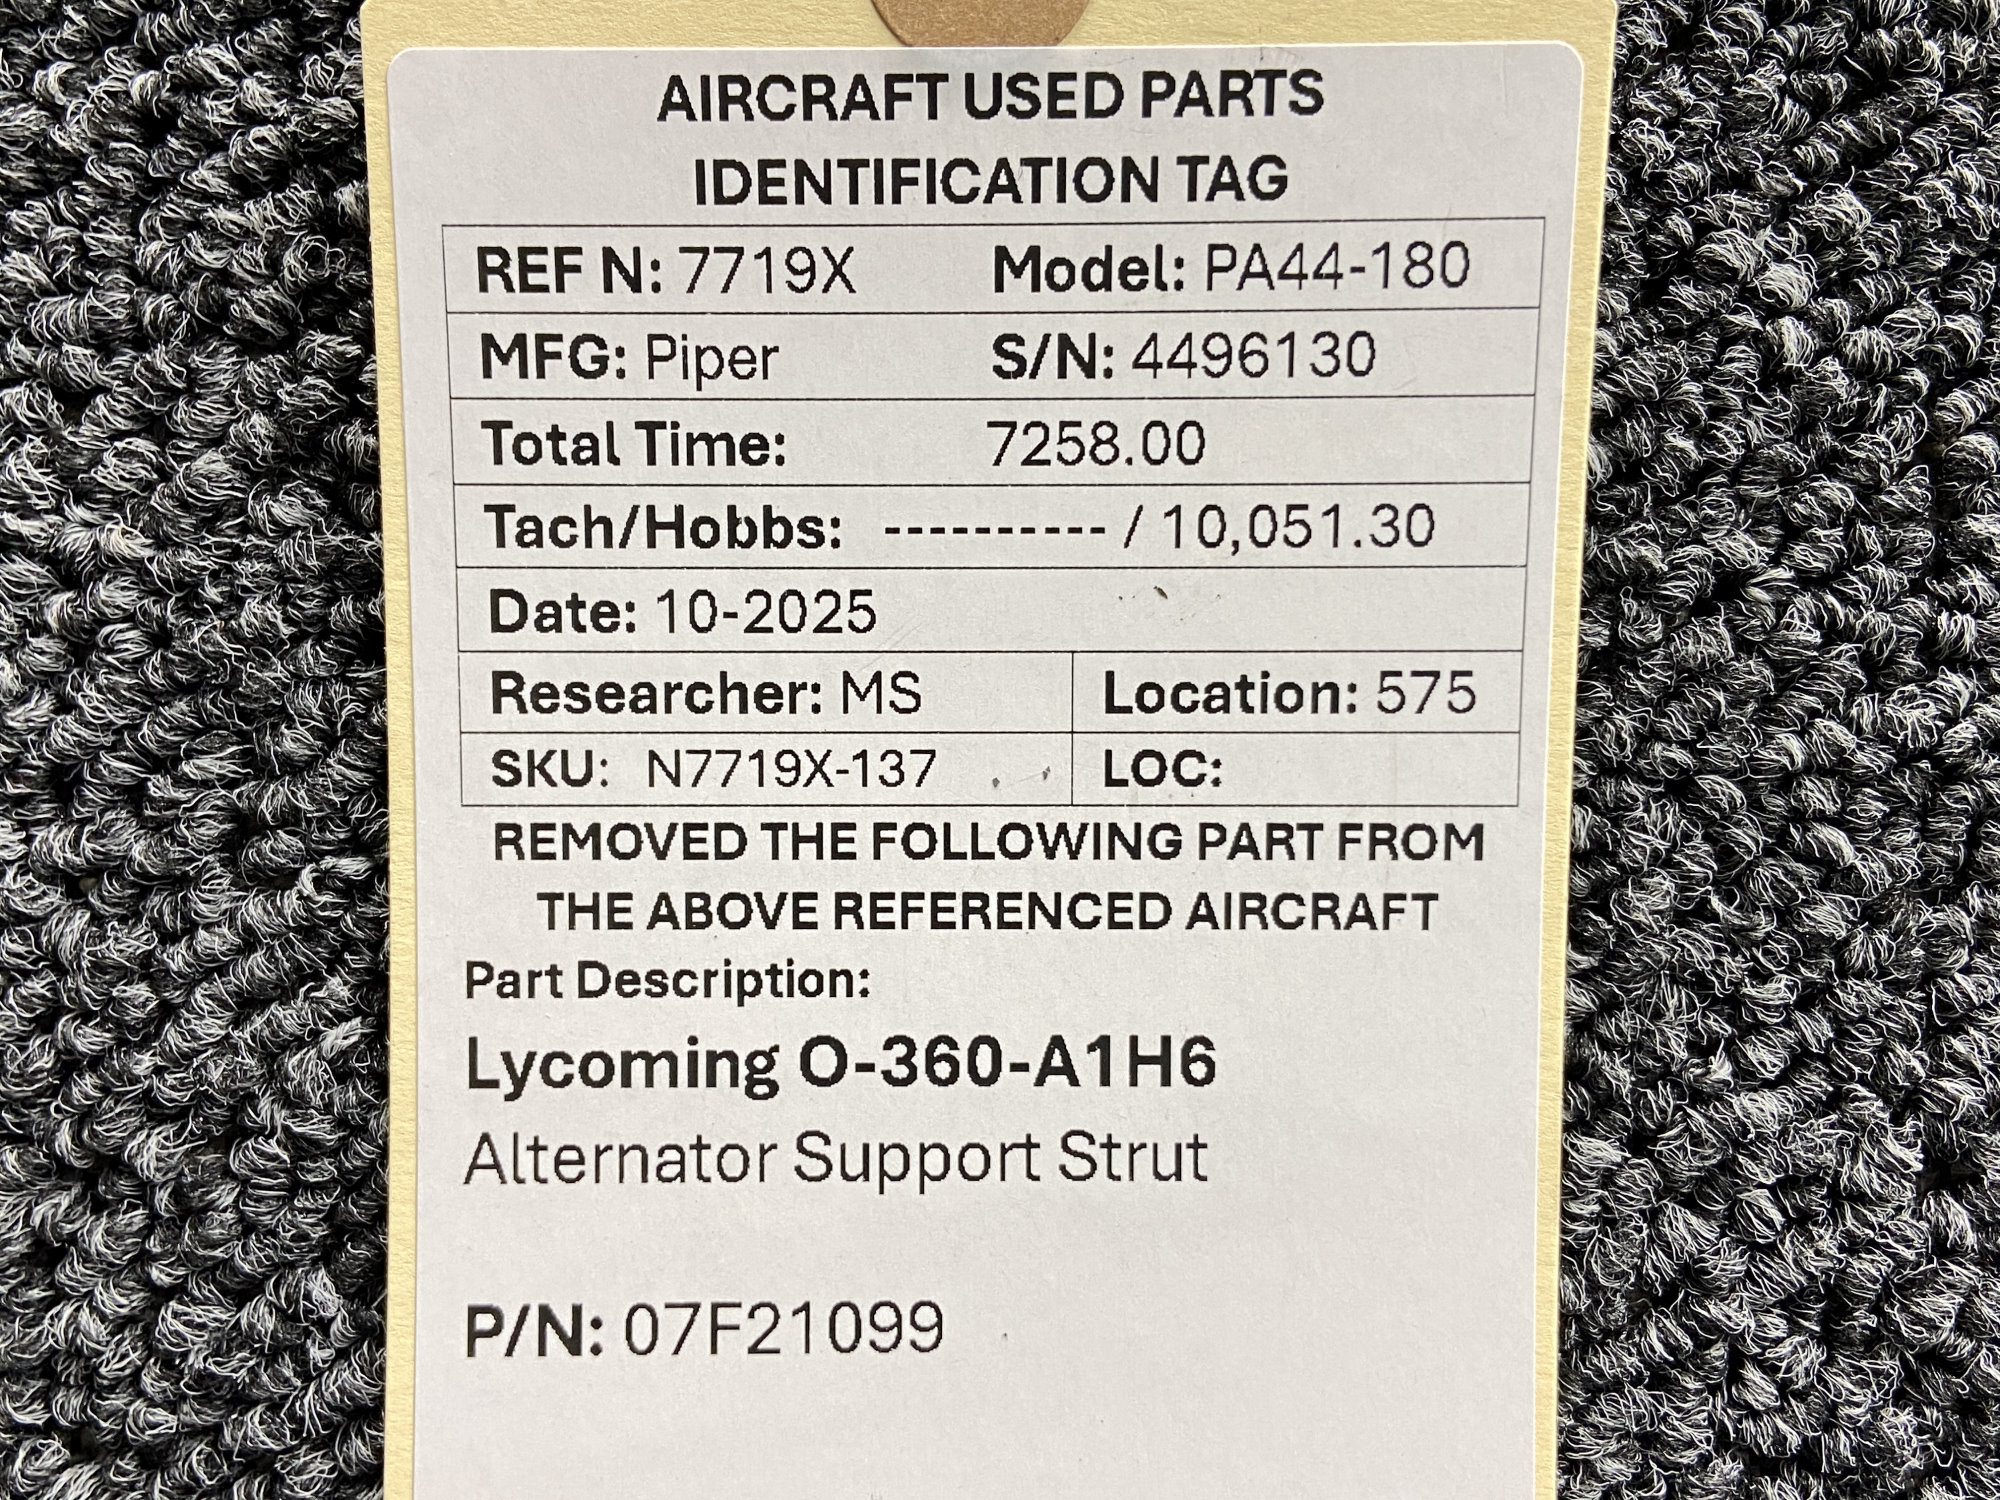 AIRCRAFT USED PARTS
IDENTIFICATION TAG
REF N: 7719X Model: PA44-180
MFG: Piper S/N: 4496130
Total Time: 7258.00
Tach/Hobbs: ---------- / 10,051.30
Date: 10-2025
Researcher: MS Location: 575
SKU: N7719X-137 LOC:
REMOVED THE FOLLOWING PART FROM
THE ABOVE REFERENCED AIRCRAFT
Part Description:
Lycoming O-360-A1H6
Alternator Support Strut
P/N: 07F21099